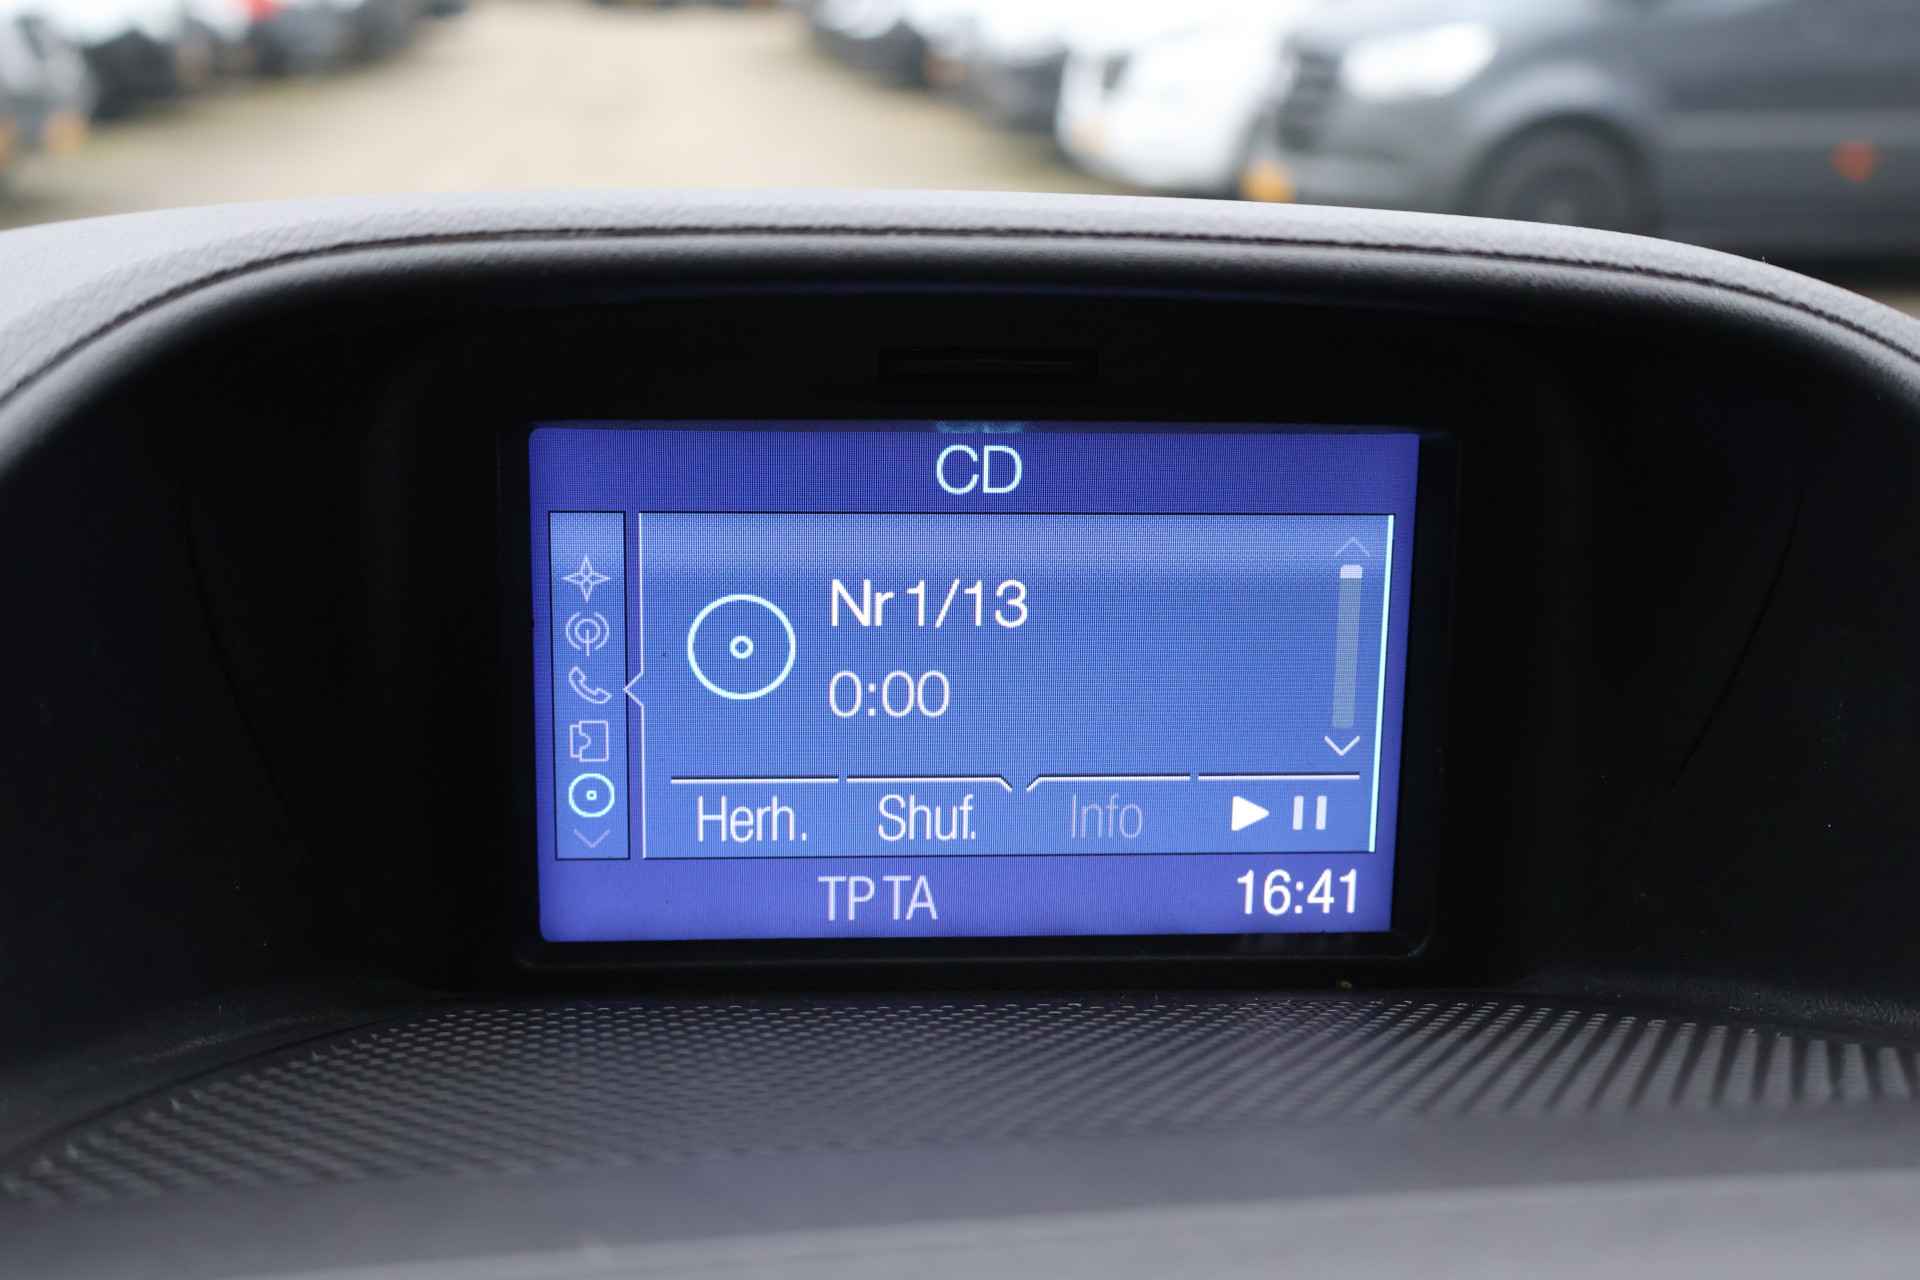 CD
Nr 1/13
0:00
Herh. Shuf. Info
TP TA 16:41